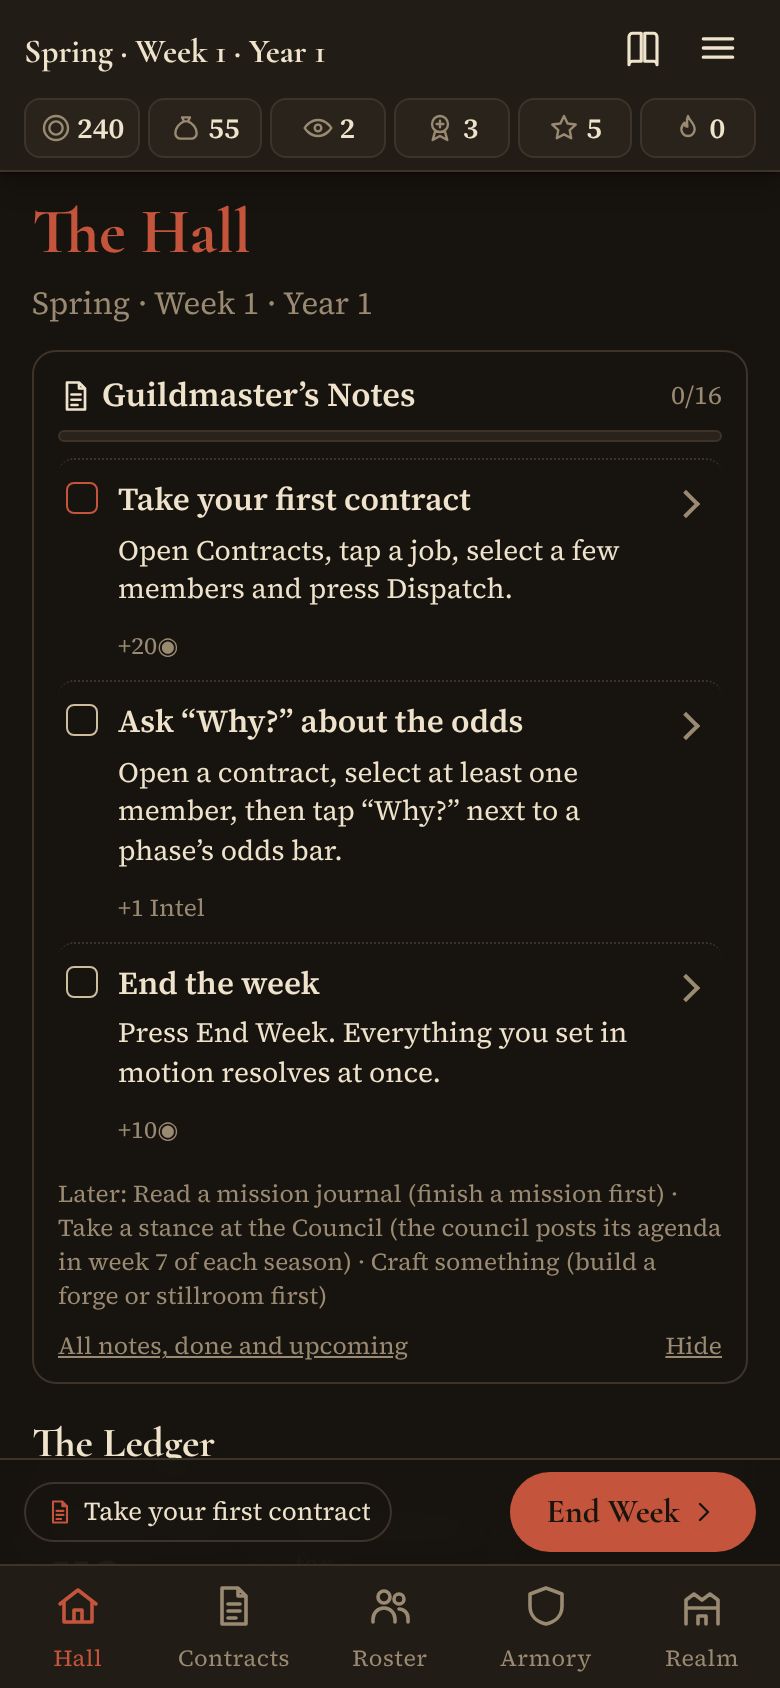 Spring · Week 1 · Year 1
240 55 2 3 5 0
The Hall
Spring · Week 1 · Year 1
Guildmaster’s Notes 0/16
Take your first contract
Open Contracts, tap a job, select a few
members and press Dispatch.
+20◉
Ask “Why?” about the odds
Open a contract, select at least one
member, then tap “Why?” next to a
phase’s odds bar.
+1 Intel
End the week
Press End Week. Everything you set in
motion resolves at once.
+10◉
Later: Read a mission journal (finish a mission first) ·
Take a stance at the Council (the council posts its agenda
in week 7 of each season) · Craft something (build a
forge or stillroom first)
All notes, done and upcoming Hide
The Ledger
Take your first contract End Week
Hall Contracts Roster Armory Realm